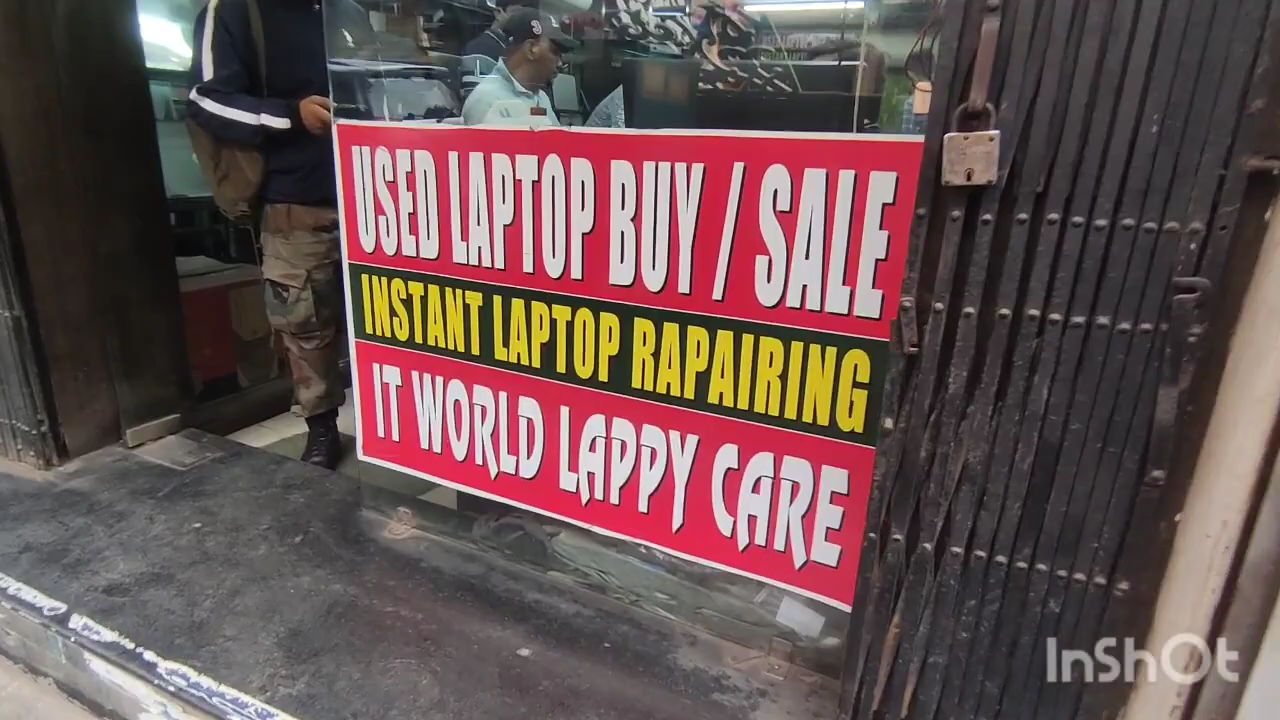 USED LAPTOP BUY / SALE
INSTANT LAPTOP RAPAIRING
IT WORLD LAPPY CARE
InShOt